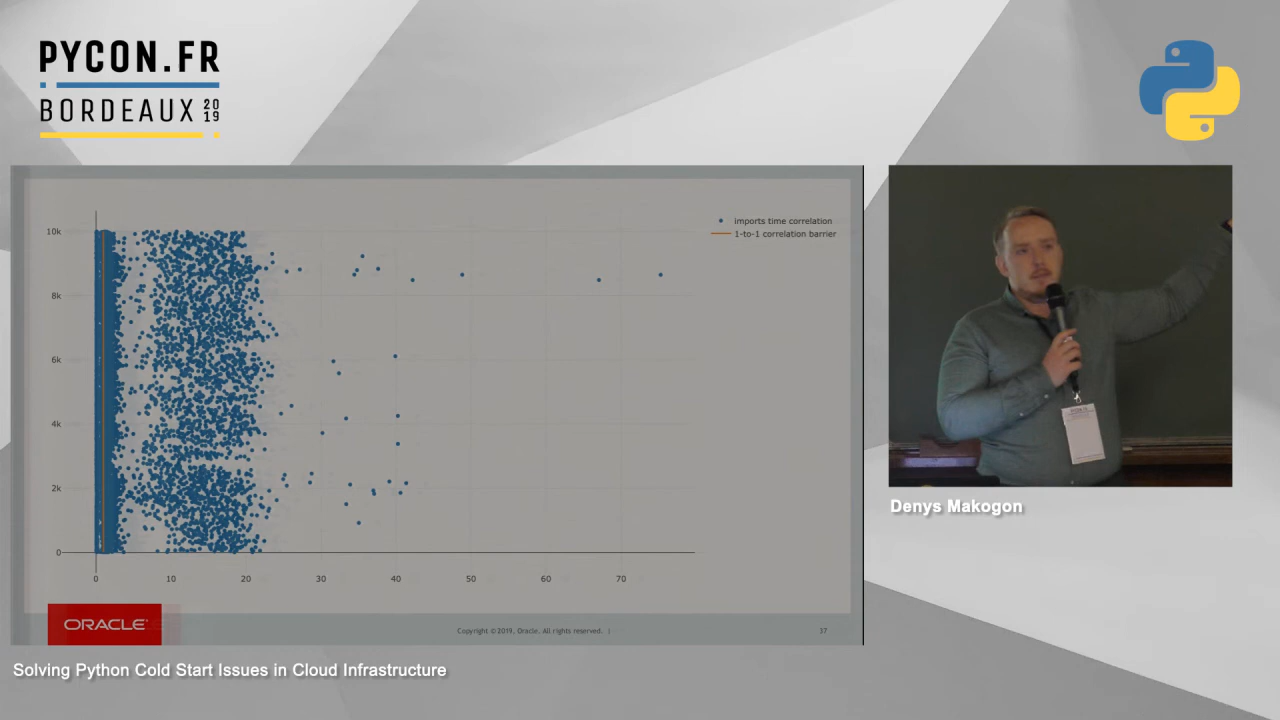 PYCON.FR
BORDEAUX 2019
imports time correlation
1-to-1 correlation barrier
10k
8k
6k
4k
2k
0
0 10 20 30 40 50 60 70
ORACLE
Copyright © 2019, Oracle. All rights reserved. |
37
Denys Makogon
Solving Python Cold Start Issues in Cloud Infrastructure